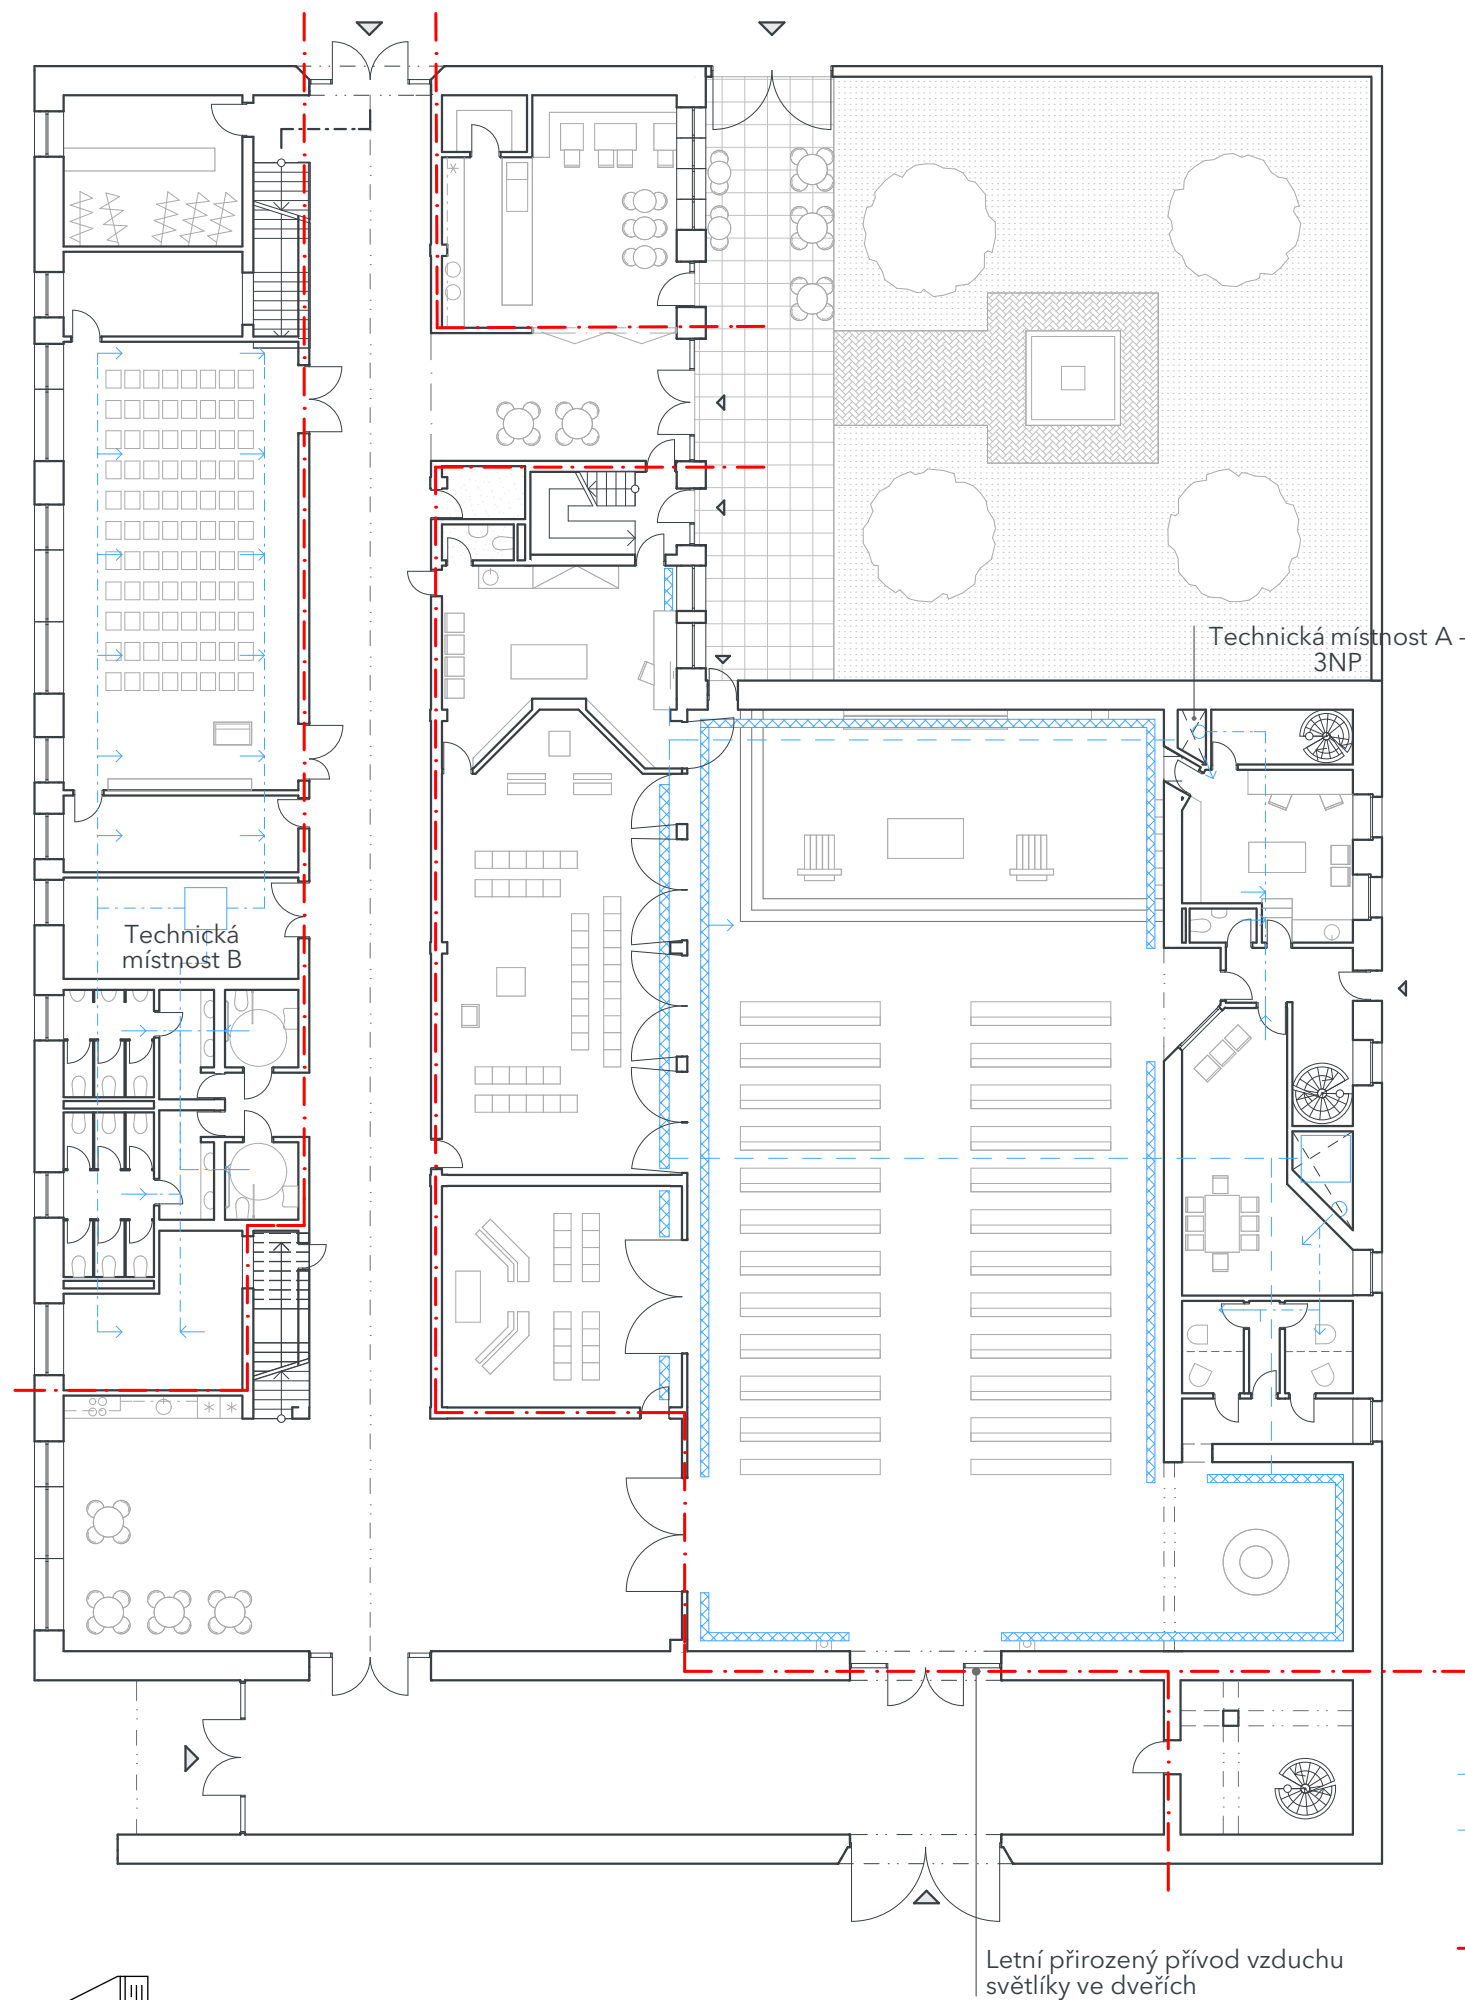 Technická místnost A -
3NP
Technická
místnost B
Letní přirozený přívod vzduchu
světlíky ve dveřích